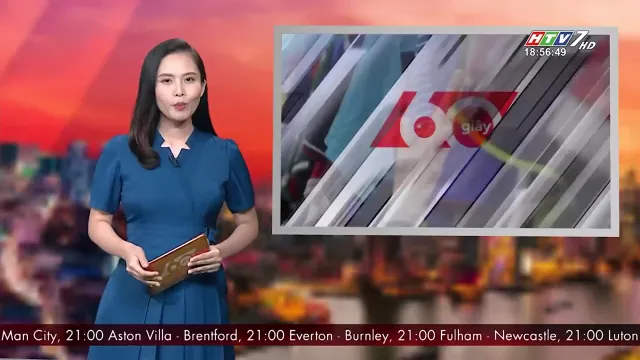 HTV7 HD
18:56:49
60 giây
60
Man City, 21:00 Aston Villa - Brentford, 21:00 Everton - Burnley, 21:00 Fulham - Newcastle, 21:00 Luton